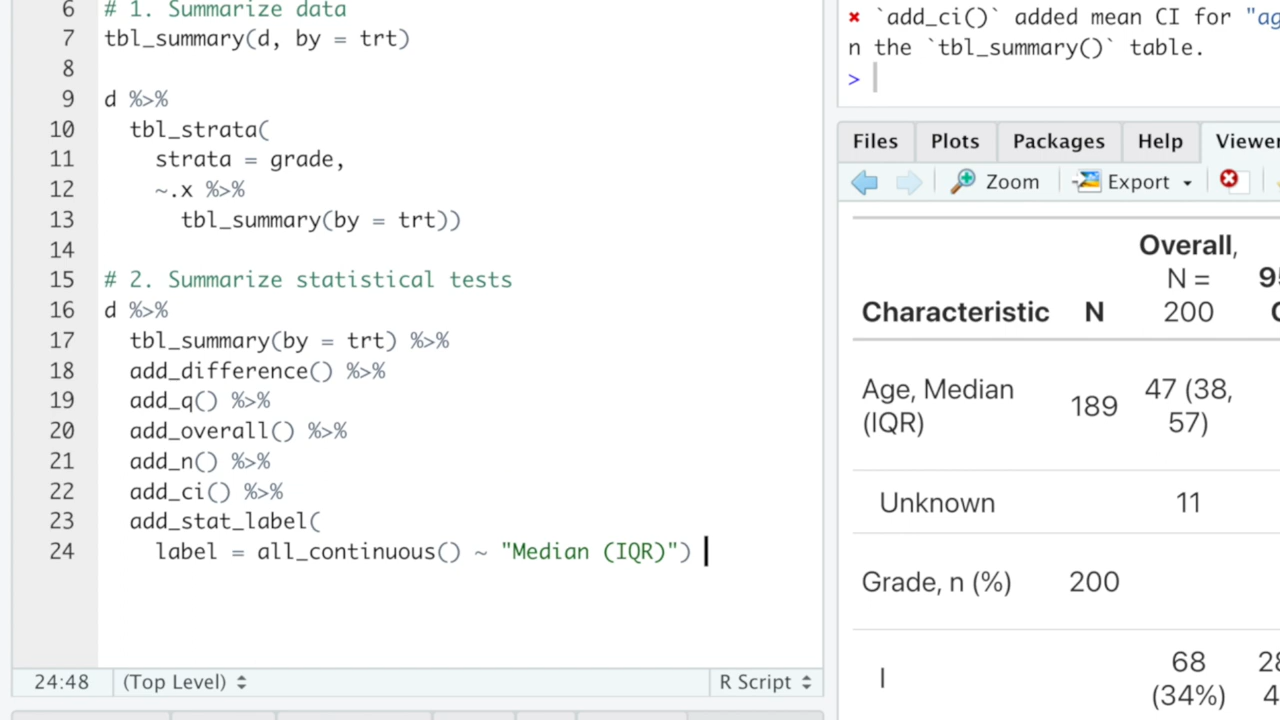 6 # 1. Summarize data
7 tbl_summary(d, by = trt)
8
9 d %>%
10 tbl_strata(
11 strata = grade,
12 ~.x %>%
13 tbl_summary(by = trt))
14
15 # 2. Summarize statistical tests
16 d %>%
17 tbl_summary(by = trt) %>%
18 add_difference() %>%
19 add_q() %>%
20 add_overall() %>%
21 add_n() %>%
22 add_ci() %>%
23 add_stat_label(
24 label = all_continuous() ~ "Median (IQR)")
24:48 (Top Level) R Script
✖ `add_ci()` added mean CI for "ag
n the `tbl_summary()` table.
>
Files Plots Packages Help Viewer
Zoom Export
Overall,
N = 9
Characteristic N 200
Age, Median 47 (38,
(IQR) 189 57)
Unknown 11
Grade, n (%) 200
I 68 28
(34%) 4